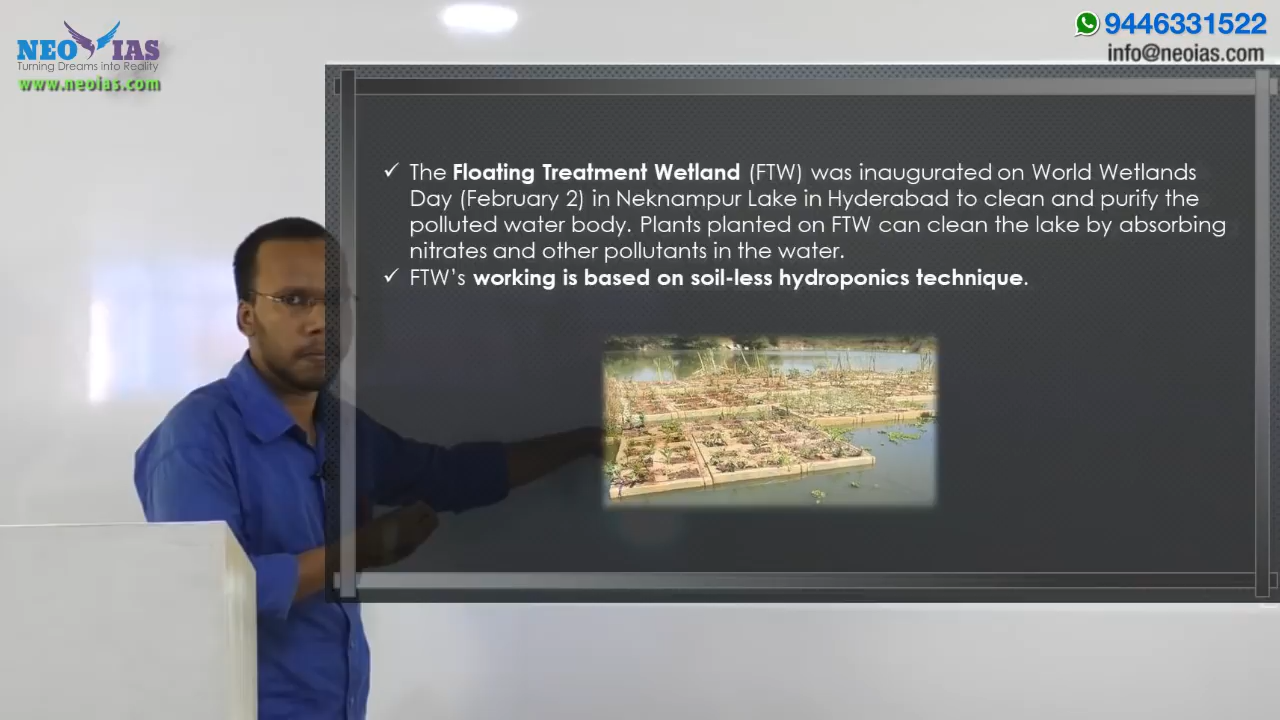 NEO IAS
Turning Dreams into Reality
www.neoias.com
9446331522
info@neoias.com
✓ The Floating Treatment Wetland (FTW) was inaugurated on World Wetlands
Day (February 2) in Neknampur Lake in Hyderabad to clean and purify the
polluted water body. Plants planted on FTW can clean the lake by absorbing
nitrates and other pollutants in the water.
✓ FTW’s working is based on soil-less hydroponics technique.